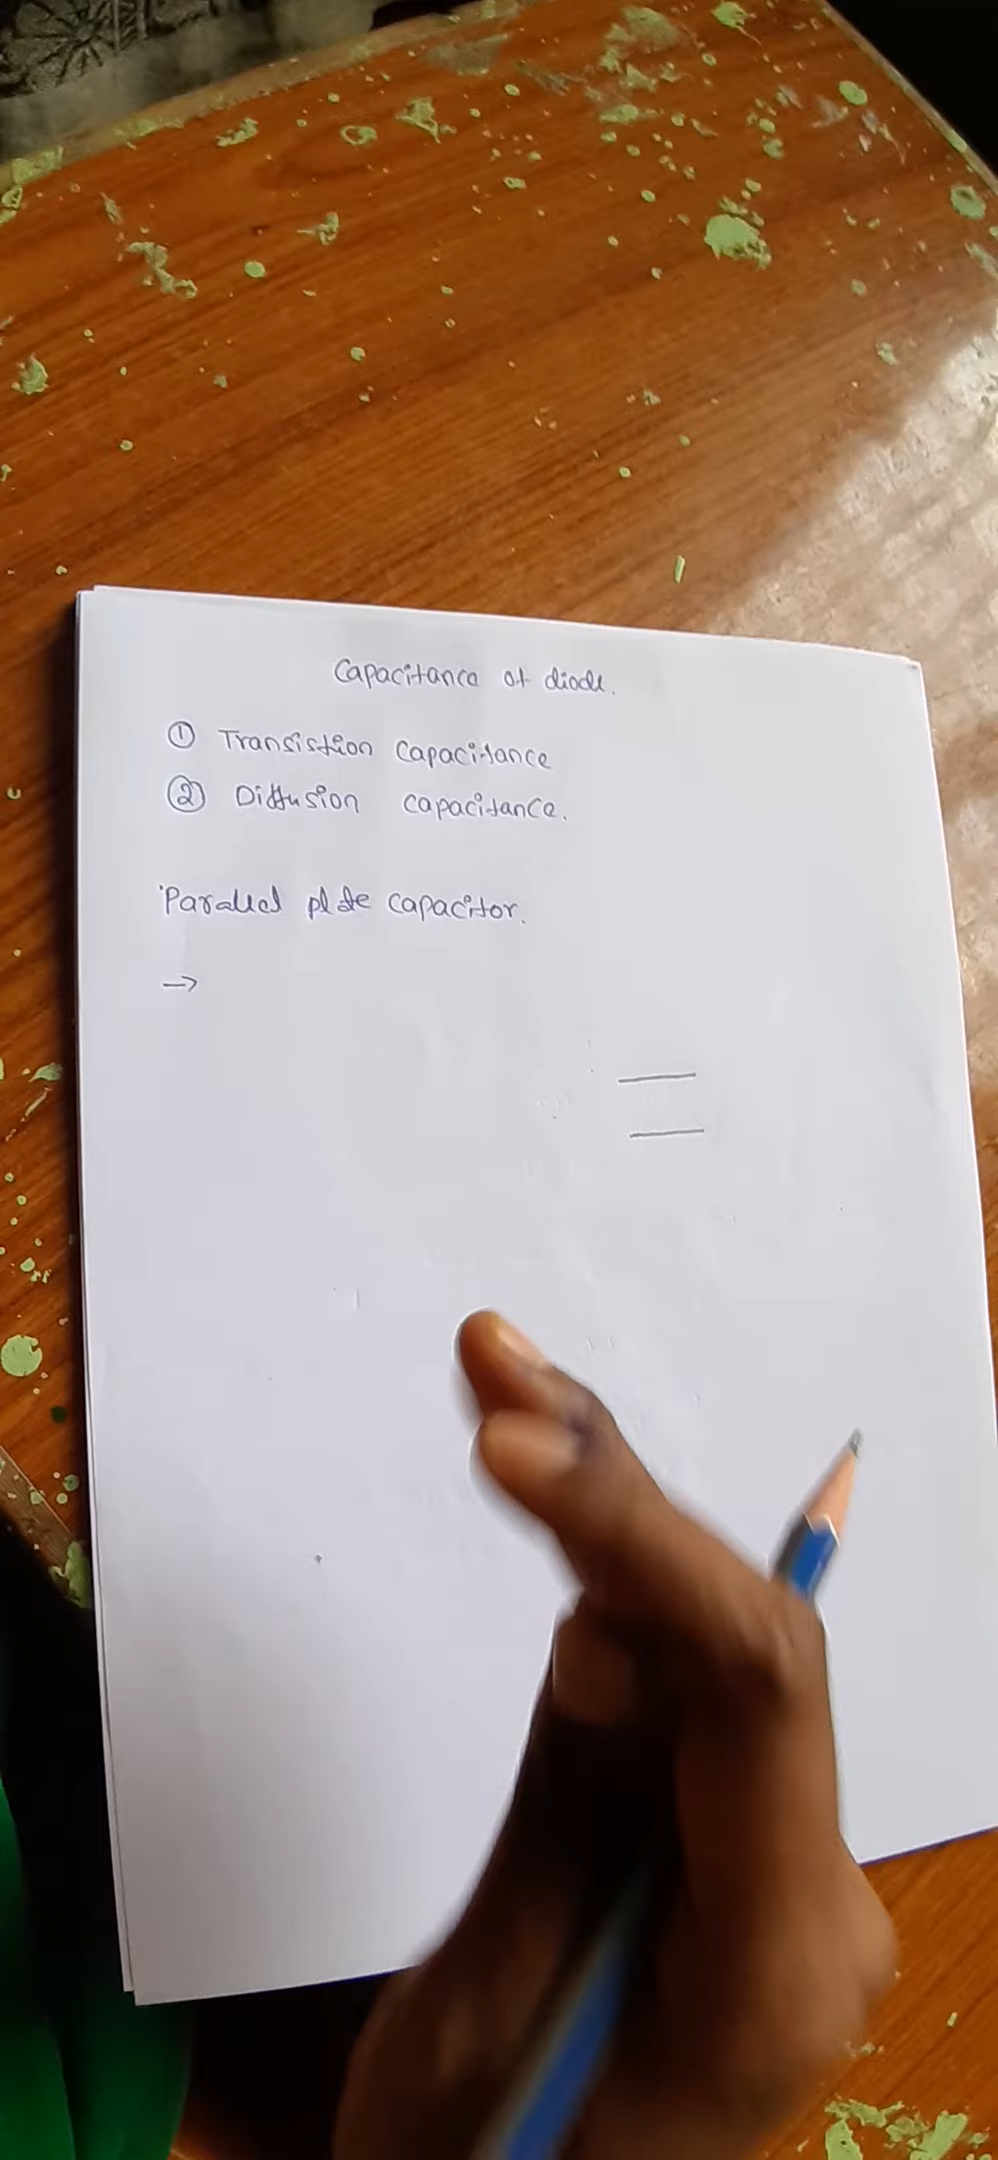 Capacitance of diode.
① Transistion Capacitance
② Diffusion capacitance.
Parallel plate capacitor.
→